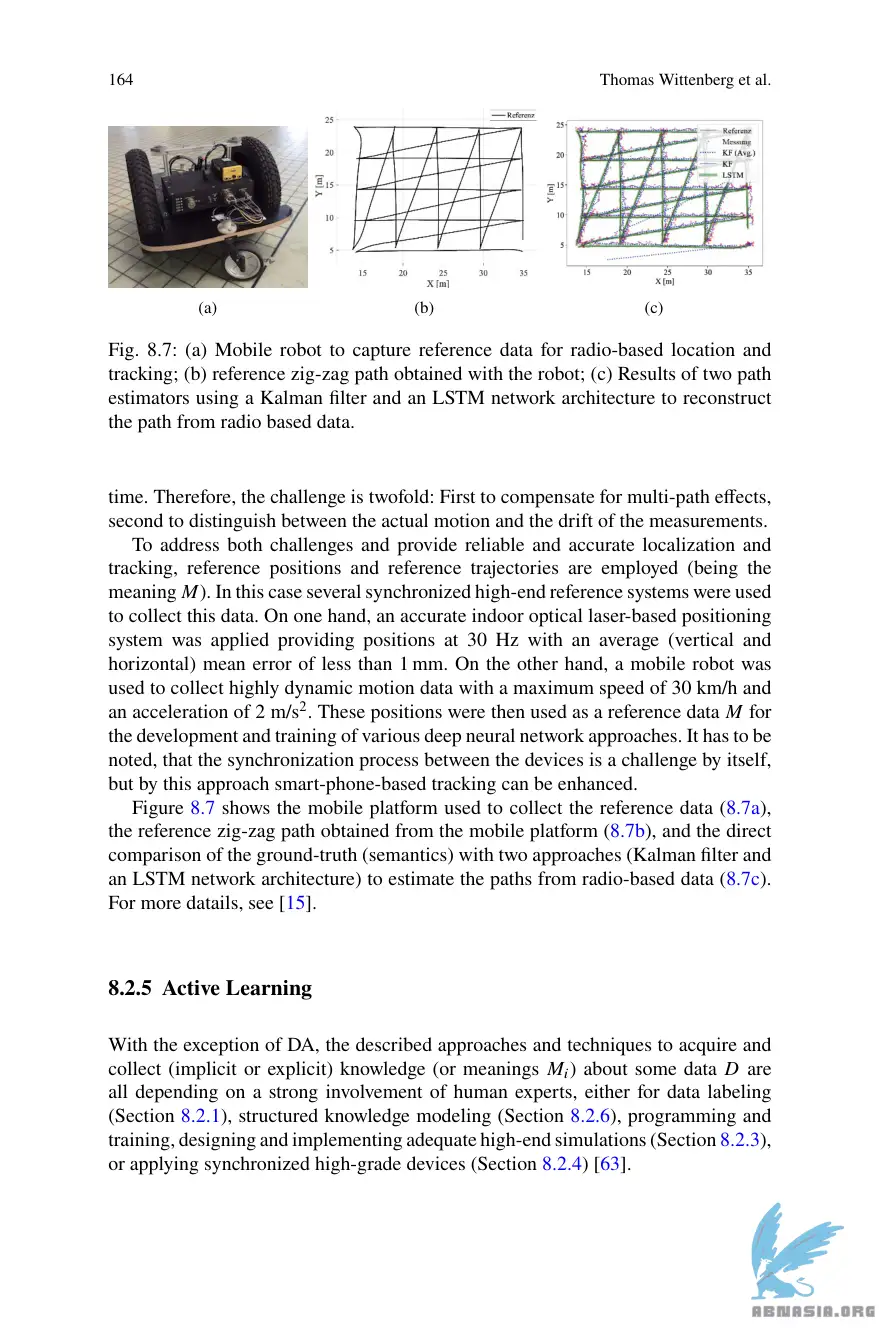 164
Thomas Wittenberg et al.
Referenz
25
20
15
10
5
Y [m]
15 20 25 30 35
X [m]
Referenz
Messung
KF (Avg.)
KF
LSTM
25
20
15
10
5
Y [m]
15 20 25 30 35
X [m]
(a)
(b)
(c)
Fig. 8.7: (a) Mobile robot to capture reference data for radio-based location and
tracking; (b) reference zig-zag path obtained with the robot; (c) Results of two path
estimators using a Kalman filter and an LSTM network architecture to reconstruct
the path from radio based data.
time. Therefore, the challenge is twofold: First to compensate for multi-path effects,
second to distinguish between the actual motion and the drift of the measurements.
To address both challenges and provide reliable and accurate localization and
tracking, reference positions and reference trajectories are employed (being the
meaning M). In this case several synchronized high-end reference systems were used
to collect this data. On one hand, an accurate indoor optical laser-based positioning
system was applied providing positions at 30 Hz with an average (vertical and
horizontal) mean error of less than 1 mm. On the other hand, a mobile robot was
used to collect highly dynamic motion data with a maximum speed of 30 km/h and
an acceleration of 2 m/s². These positions were then used as a reference data M for
the development and training of various deep neural network approaches. It has to be
noted, that the synchronization process between the devices is a challenge by itself,
but by this approach smart-phone-based tracking can be enhanced.
Figure 8.7 shows the mobile platform used to collect the reference data (8.7a),
the reference zig-zag path obtained from the mobile platform (8.7b), and the direct
comparison of the ground-truth (semantics) with two approaches (Kalman filter and
an LSTM network architecture) to estimate the paths from radio-based data (8.7c).
For more datails, see [15].
8.2.5 Active Learning
With the exception of DA, the described approaches and techniques to acquire and
collect (implicit or explicit) knowledge (or meanings Mᵢ) about some data D are
all depending on a strong involvement of human experts, either for data labeling
(Section 8.2.1), structured knowledge modeling (Section 8.2.6), programming and
training, designing and implementing adequate high-end simulations (Section 8.2.3),
or applying synchronized high-grade devices (Section 8.2.4) [63].
ABNASIA.ORG